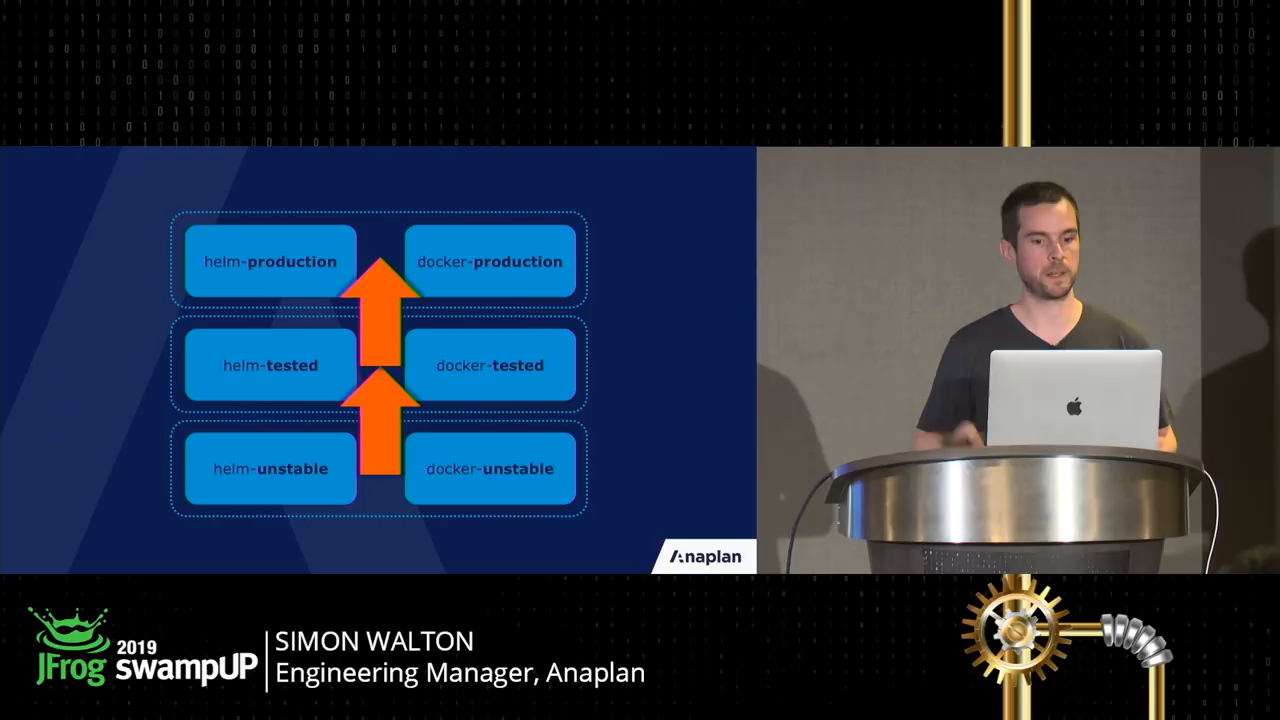 helm-production
docker-production
helm-tested
docker-tested
helm-unstable
docker-unstable
Anaplan
2019
JFrog swampUP
SIMON WALTON
Engineering Manager, Anaplan